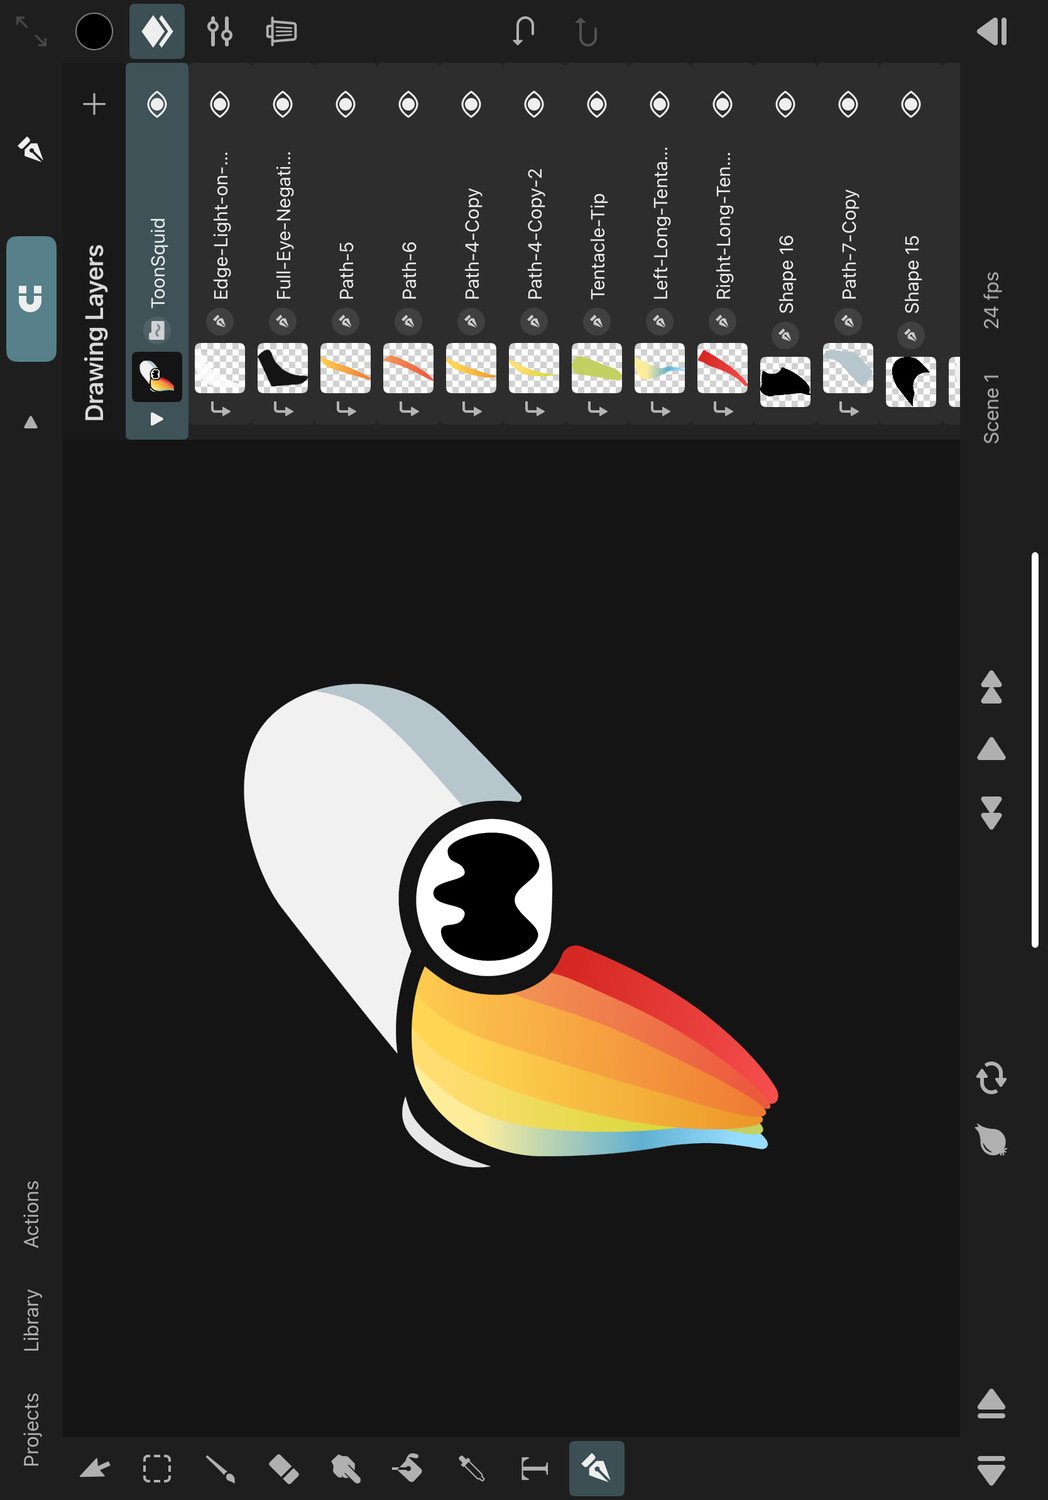 Projects
Library
Actions
Drawing Layers
ToonSquid
Edge-Light-on-...
Full-Eye-Negati...
Path-5
Path-6
Path-4-Copy
Path-4-Copy-2
Tentacle-Tip
Left-Long-Tenta...
Right-Long-Ten...
Shape 16
Path-7-Copy
Shape 15
T
Scene 1
24 fps